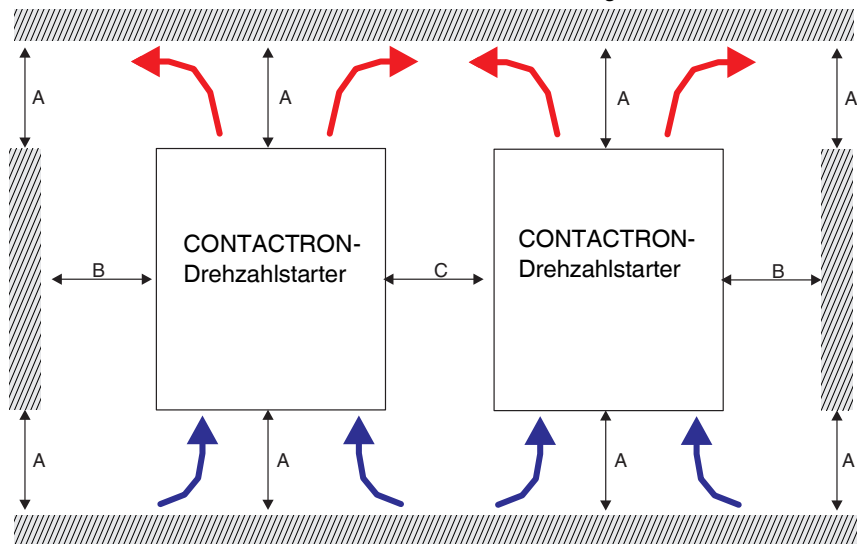 A A A A
CONTACTRON-
Drehzahlstarter
CONTACTRON-
Drehzahlstarter
B C B
A A A A